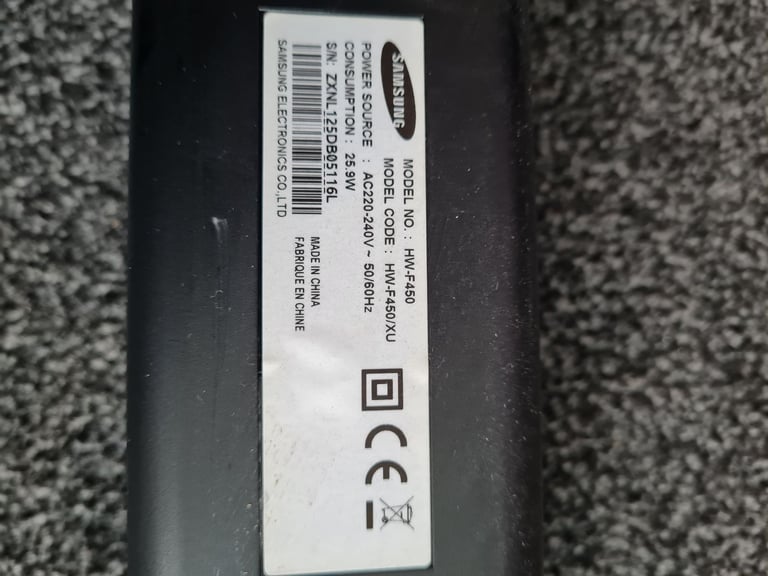 SAMSUNG
MODEL NO. : HW-F450
MODEL CODE : HW-F450/XU
POWER SOURCE : AC220-240V ~ 50/60Hz
CONSUMPTION : 25.9W
S/N: ZXNL125DB05116L
SAMSUNG ELECTRONICS CO.,LTD
MADE IN CHINA
FABRIQUE EN CHINE
CE